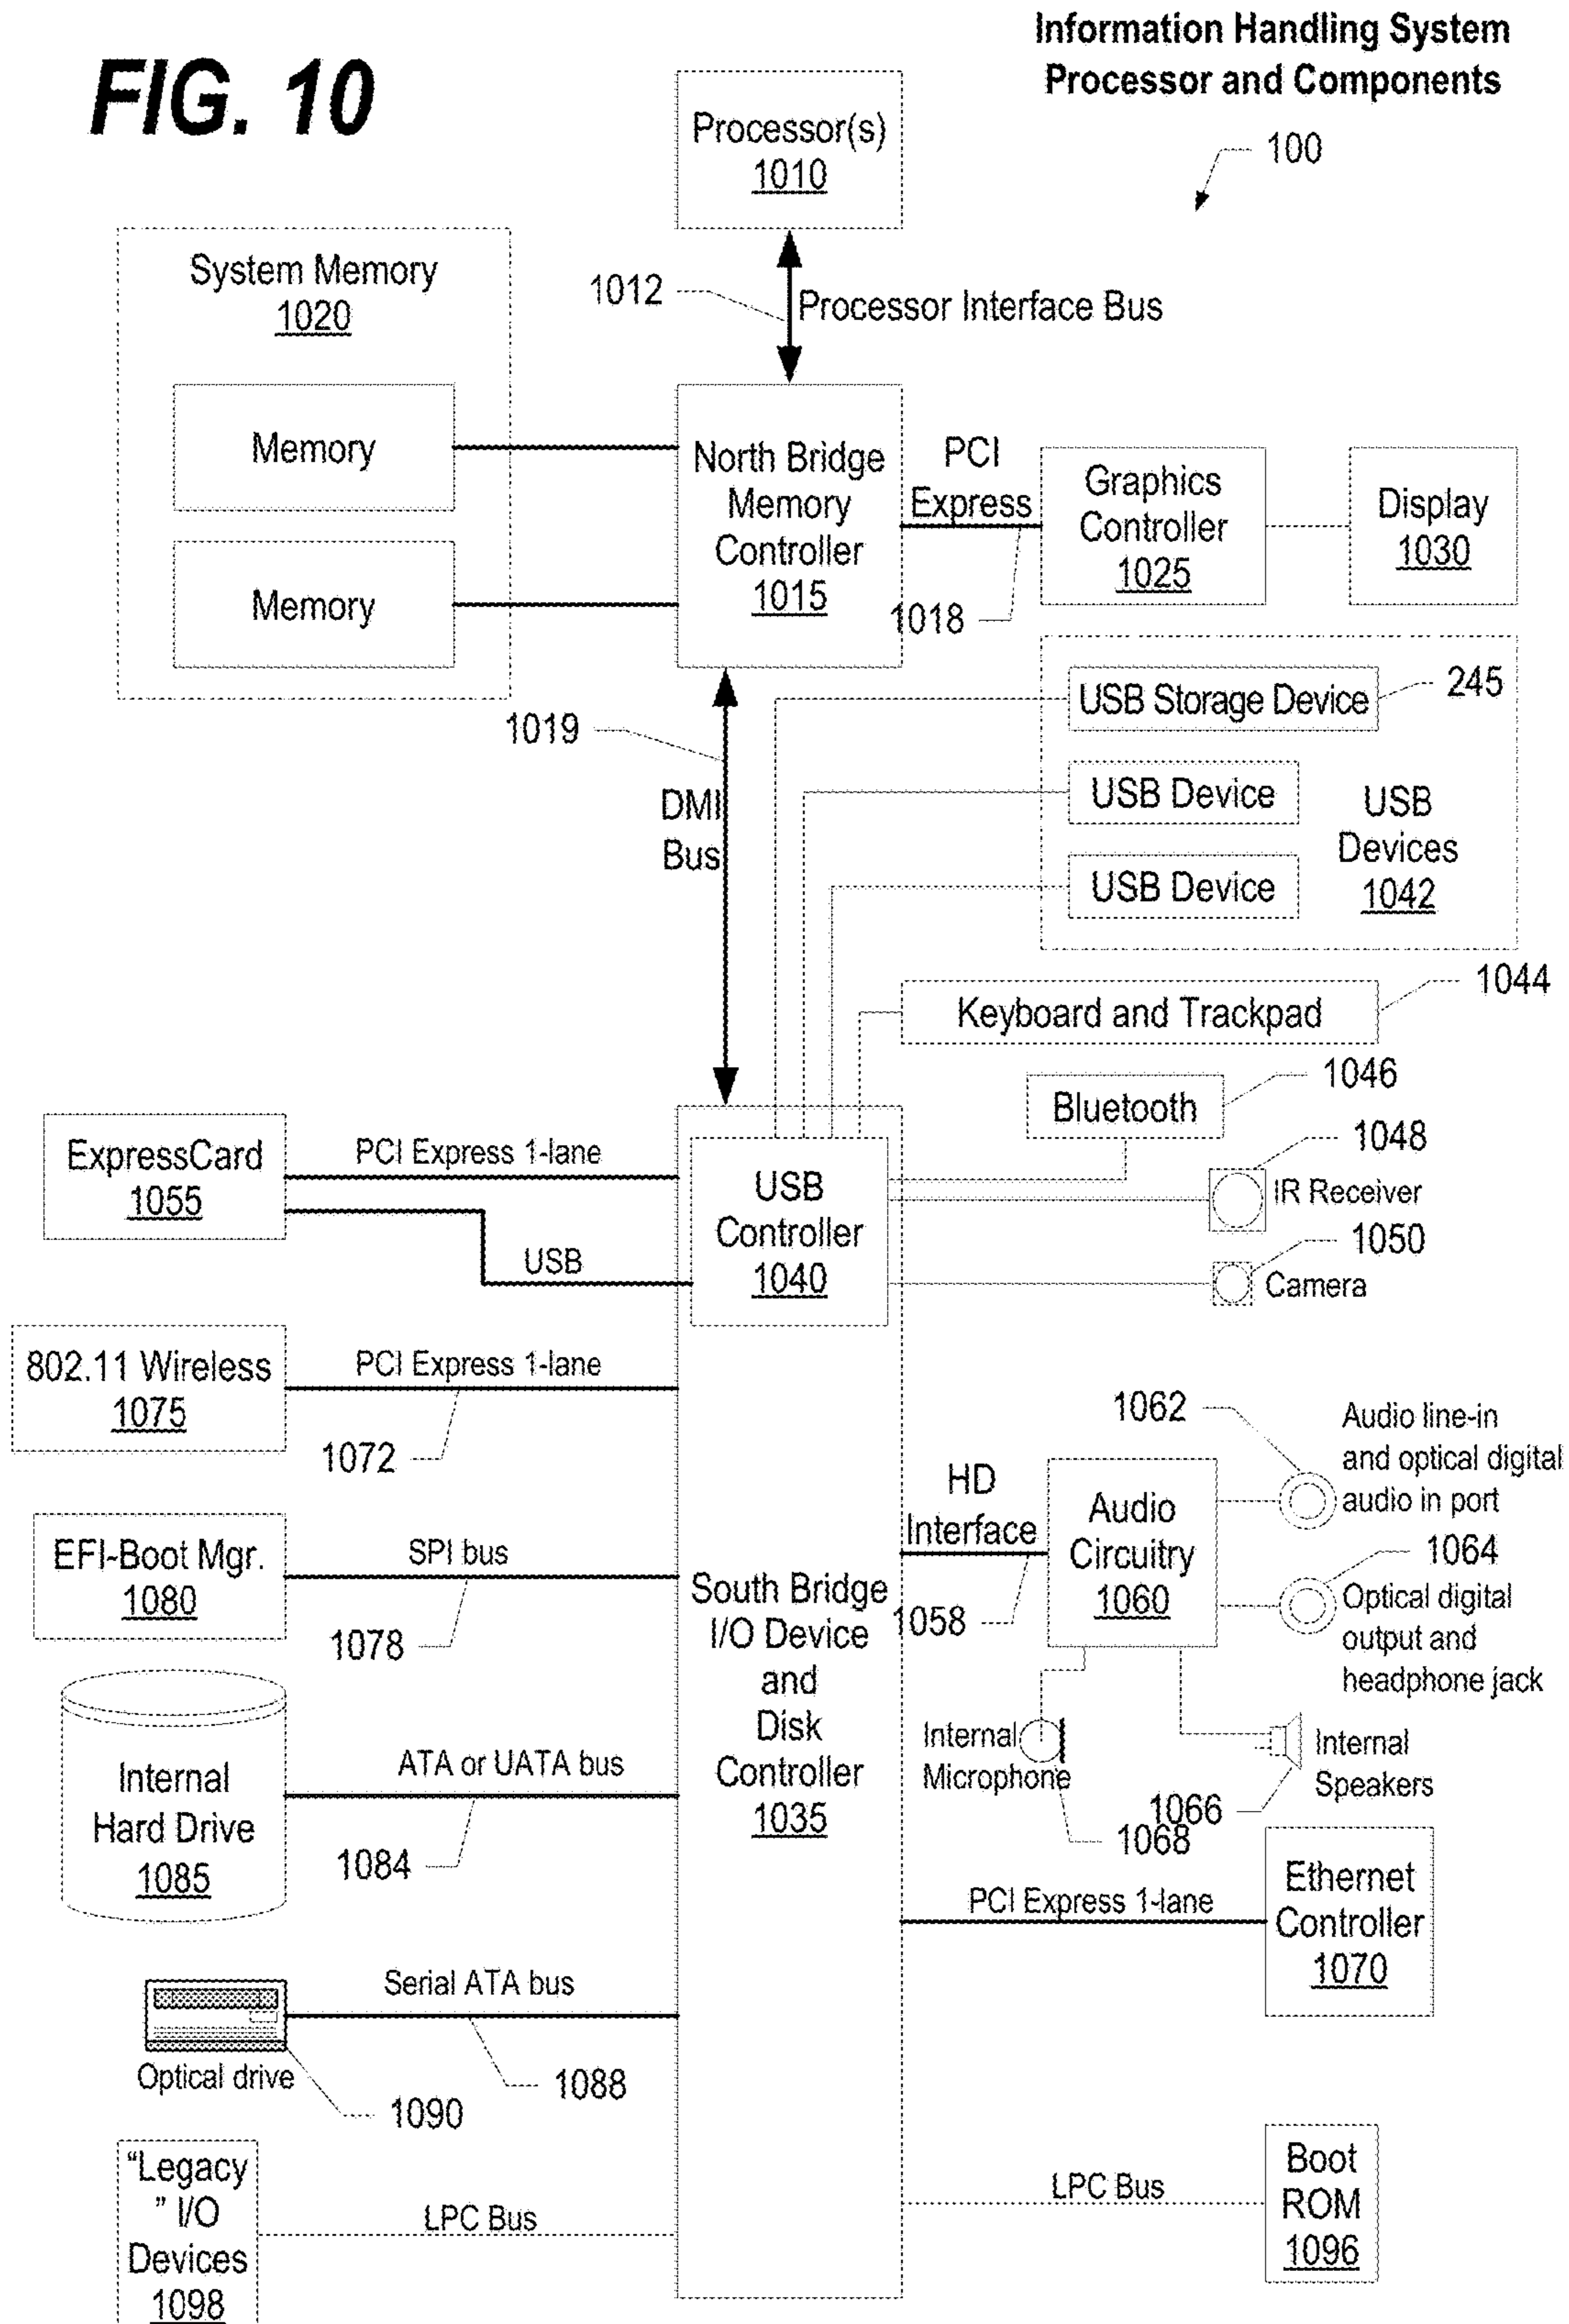 FIG. 10
Information Handling System
Processor and Components
100
Processor(s)
1010
System Memory
1020
1012
Processor Interface Bus
Memory
Memory
North Bridge
Memory
Controller
1015
PCI
Express
1018
Graphics
Controller
1025
Display
1030
1019
DMI
Bus
USB Storage Device
245
USB Device
USB Device
USB
Devices
1042
Keyboard and Trackpad
1044
Bluetooth
1046
1048
IR Receiver
1050
Camera
ExpressCard
1055
PCI Express 1-lane
USB
USB
Controller
1040
802.11 Wireless
1075
PCI Express 1-lane
1072
1062
Audio line-in
and optical digital
audio in port
HD
Interface
1058
Audio
Circuitry
1060
1064
Optical digital
output and
headphone jack
EFI-Boot Mgr.
1080
SPI bus
1078
South Bridge
I/O Device
and
Disk
Controller
1035
Internal
Microphone
1068
Internal
Speakers
1066
Internal
Hard Drive
1085
ATA or UATA bus
1084
PCI Express 1-lane
Ethernet
Controller
1070
Serial ATA bus
1088
Optical drive
1090
“Legacy
” I/O
Devices
1098
LPC Bus
LPC Bus
Boot
ROM
1096